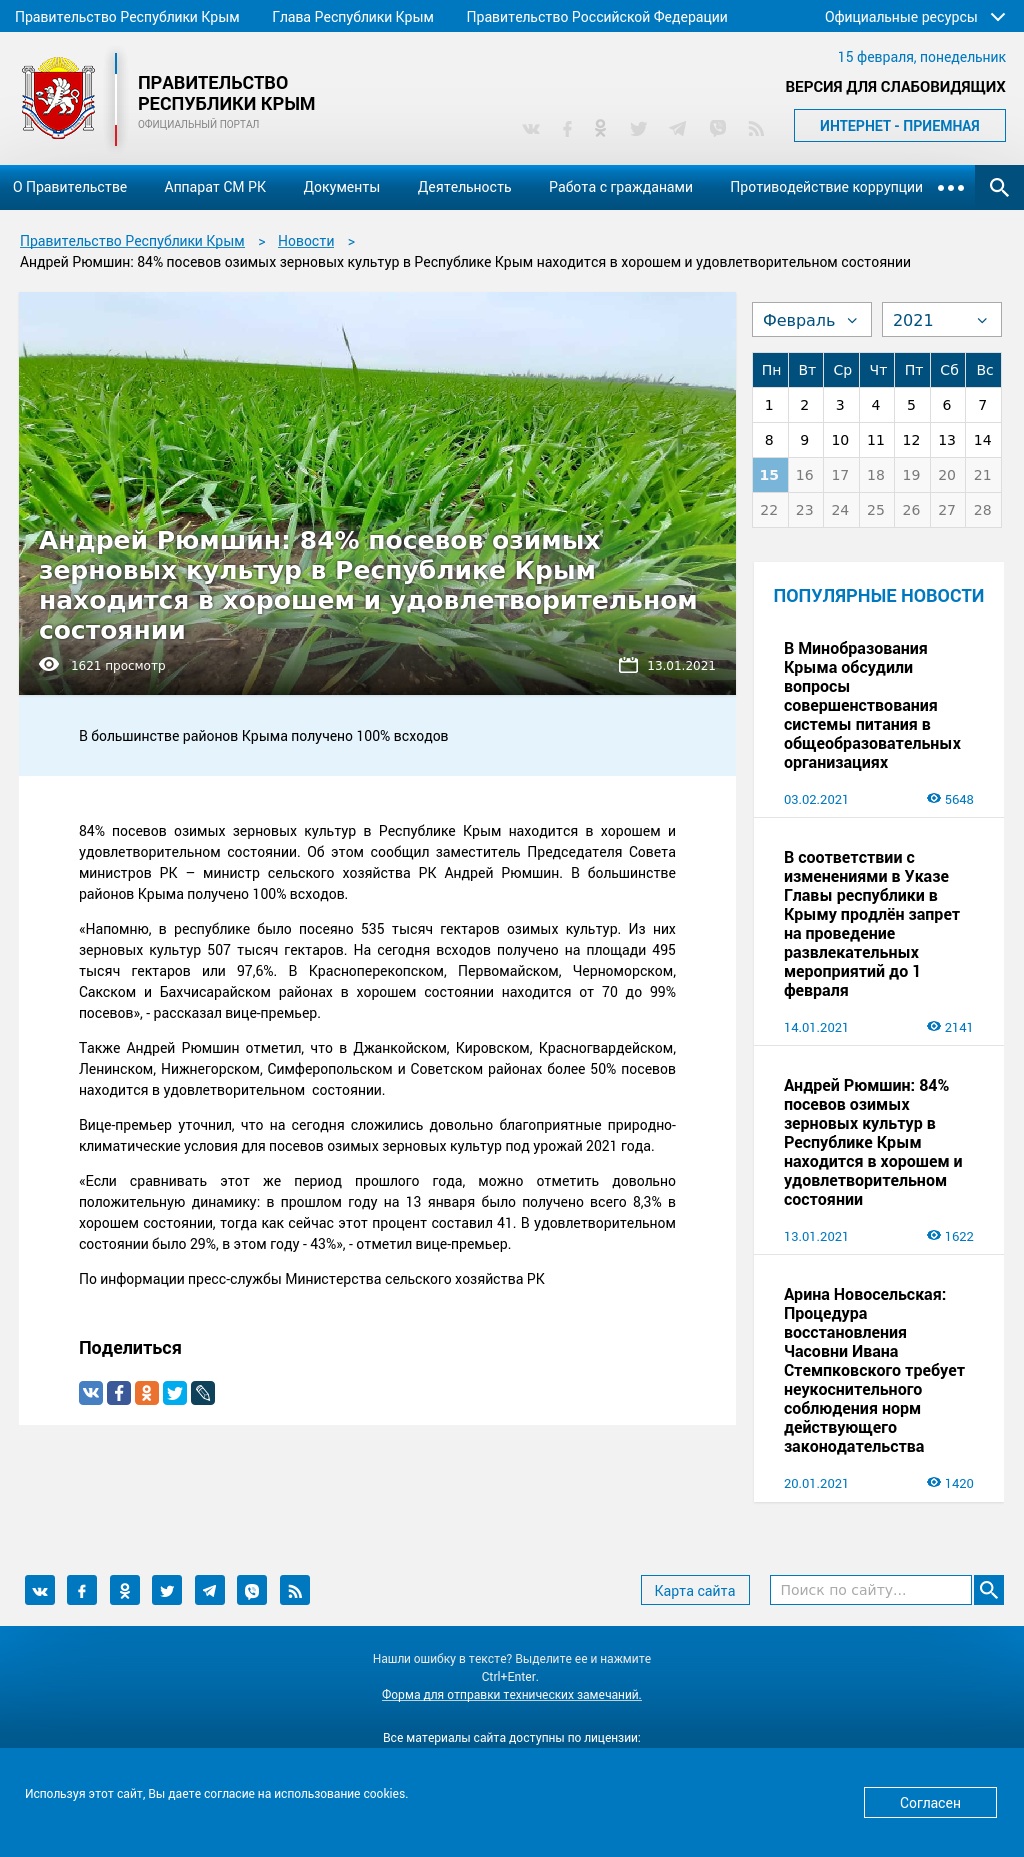 Правительство Республики Крым Глава Республики Крым Правительство Российской Федерации Официальные ресурсы
15 февраля, понедельник
ВЕРСИЯ ДЛЯ СЛАБОВИДЯЩИХ
ПРАВИТЕЛЬСТВО
РЕСПУБЛИКИ КРЫМ
ОФИЦИАЛЬНЫЙ ПОРТАЛ
ИНТЕРНЕТ - ПРИЕМНАЯ
О Правительстве Аппарат СМ РК Документы Деятельность Работа с гражданами Противодействие коррупции
Правительство Республики Крым > Новости >
Андрей Рюмшин: 84% посевов озимых зерновых культур в Республике Крым находится в хорошем и удовлетворительном состоянии
Андрей Рюмшин: 84% посевов озимых
зерновых культур в Республике Крым
находится в хорошем и удовлетворительном
состоянии
1621 просмотр 13.01.2021
В большинстве районов Крыма получено 100% всходов
84% посевов озимых зерновых культур в Республике Крым находится в хорошем и
удовлетворительном состоянии. Об этом сообщил заместитель Председателя Совета
министров РК – министр сельского хозяйства РК Андрей Рюмшин. В большинстве
районов Крыма получено 100% всходов.
«Напомню, в республике было посеяно 535 тысяч гектаров озимых культур. Из них
зерновых культур 507 тысяч гектаров. На сегодня всходов получено на площади 495
тысяч гектаров или 97,6%. В Красноперекопском, Первомайском, Черноморском,
Сакском и Бахчисарайском районах в хорошем состоянии находится от 70 до 99%
посевов», - рассказал вице-премьер.
Также Андрей Рюмшин отметил, что в Джанкойском, Кировском, Красногвардейском,
Ленинском, Нижнегорском, Симферопольском и Советском районах более 50% посевов
находится в удовлетворительном состоянии.
Вице-премьер уточнил, что на сегодня сложились довольно благоприятные природно-
климатические условия для посевов озимых зерновых культур под урожай 2021 года.
«Если сравнивать этот же период прошлого года, можно отметить довольно
положительную динамику: в прошлом году на 13 января было получено всего 8,3% в
хорошем состоянии, тогда как сейчас этот процент составил 41. В удовлетворительном
состоянии было 29%, в этом году - 43%», - отметил вице-премьер.
По информации пресс-службы Министерства сельского хозяйства РК
Поделиться
Февраль 2021
Пн Вт Ср Чт Пт Сб Вс
1 2 3 4 5 6 7
8 9 10 11 12 13 14
15 16 17 18 19 20 21
22 23 24 25 26 27 28
ПОПУЛЯРНЫЕ НОВОСТИ
В Минобразования
Крыма обсудили
вопросы
совершенствования
системы питания в
общеобразовательных
организациях
03.02.2021 5648
В соответствии с
изменениями в Указе
Главы республики в
Крыму продлён запрет
на проведение
развлекательных
мероприятий до 1
февраля
14.01.2021 2141
Андрей Рюмшин: 84%
посевов озимых
зерновых культур в
Республике Крым
находится в хорошем и
удовлетворительном
состоянии
13.01.2021 1622
Арина Новосельская:
Процедура
восстановления
Часовни Ивана
Стемпковского требует
неукоснительного
соблюдения норм
действующего
законодательства
20.01.2021 1420
Карта сайта Поиск по сайту...
Нашли ошибку в тексте? Выделите ее и нажмите
Ctrl+Enter.
Форма для отправки технических замечаний.
Все материалы сайта доступны по лицензии:
Используя этот сайт, Вы даете согласие на использование cookies.
Согласен